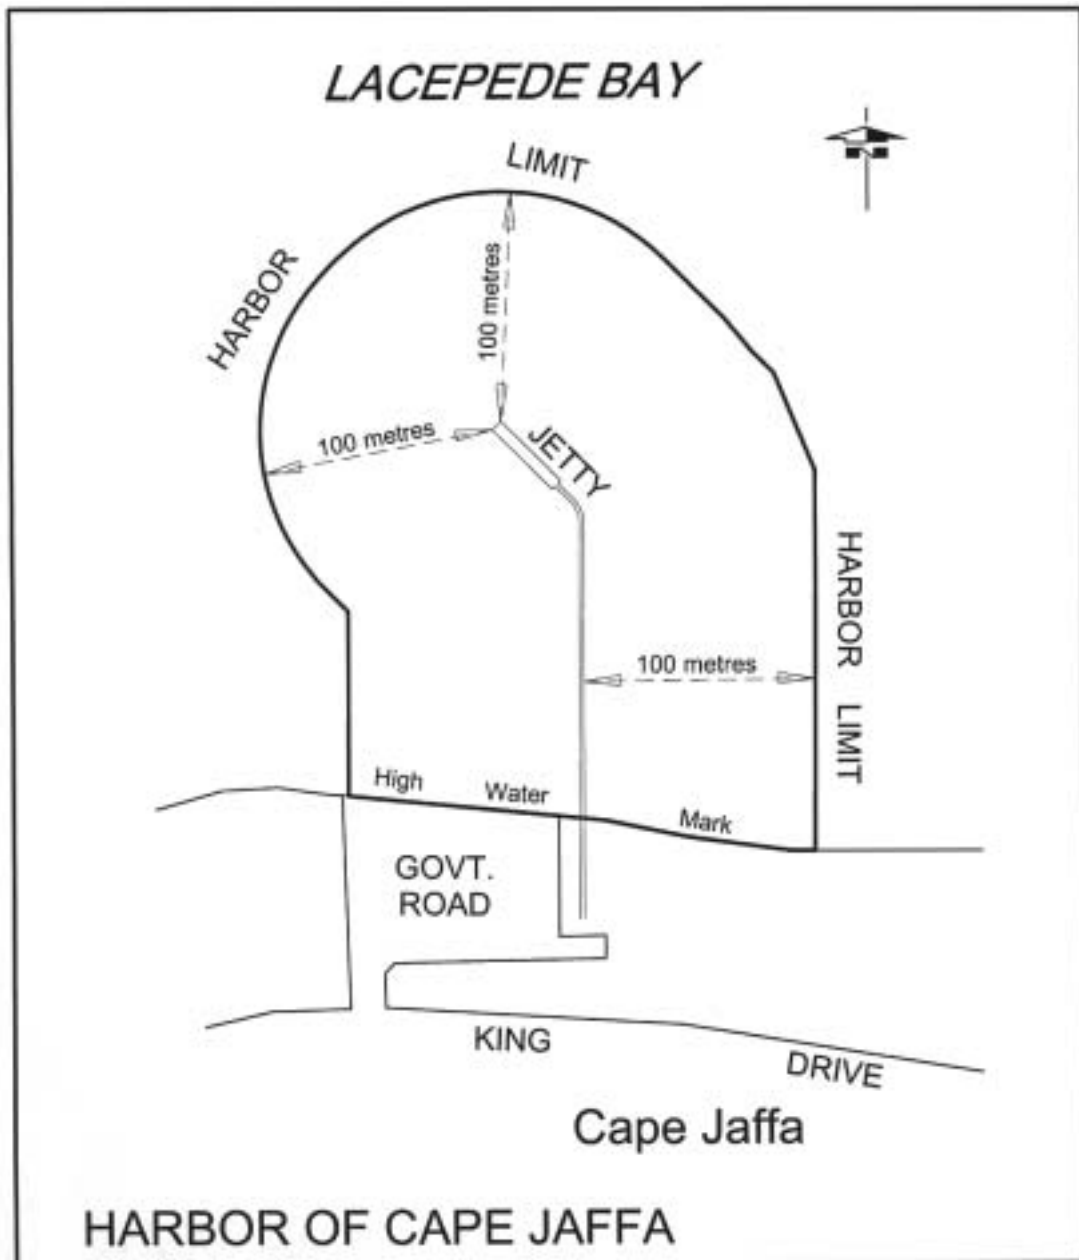 LACEPEDE BAY
LIMIT
HARBOR
100 metres
100 metres
JETTY
HARBOR LIMIT
100 metres
High Water Mark
GOVT.
ROAD
KING DRIVE
Cape Jaffa
HARBOR OF CAPE JAFFA